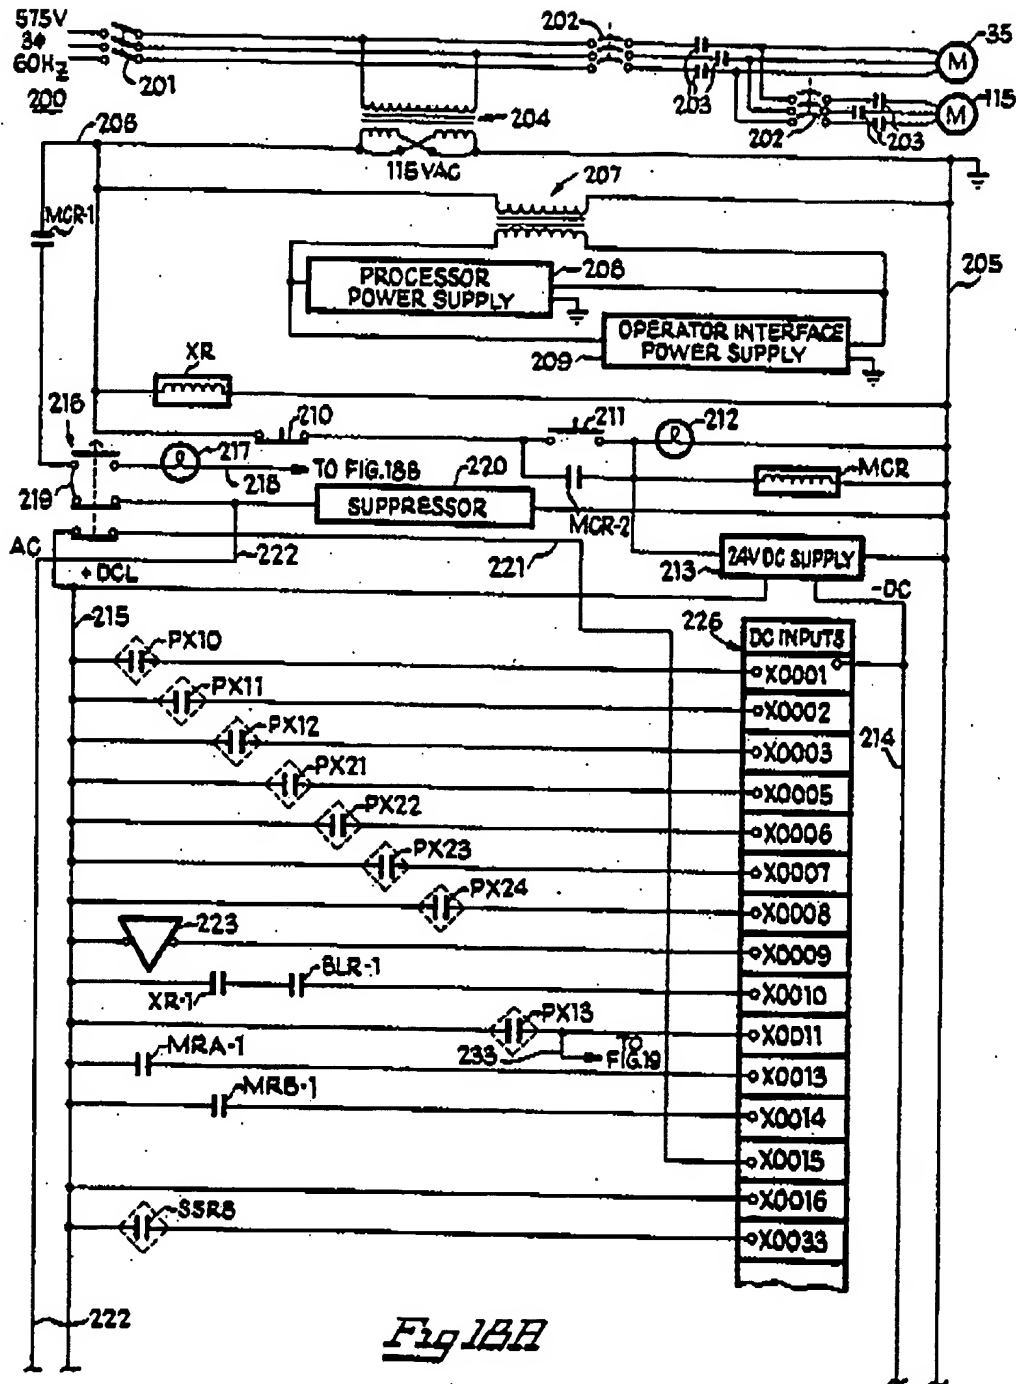 575V
3Φ
60HZ
200
201
202
203
202
203
35
M
115
M
204
115VAC
206
207
MCR-1
PROCESSOR
POWER SUPPLY
208
205
OPERATOR INTERFACE
POWER SUPPLY
209
XR
216
210
211
212
217
TO FIG.18B
218
220
SUPPRESSOR
MCR
MCR-2
219
AC
222
221
24V DC SUPPLY
213
+DCL
-DC
215
226
DC INPUTS
214
PX10
X0001
PX11
X0002
PX12
X0003
PX21
X0005
PX22
X0006
PX23
X0007
PX24
X0008
223
X0009
XR-1
BLR-1
X0010
PX13
X0011
233
TO
FIG.19
MRA-1
X0013
MRB-1
X0014
X0015
X0016
SSR8
X0033
222
Fig 18A